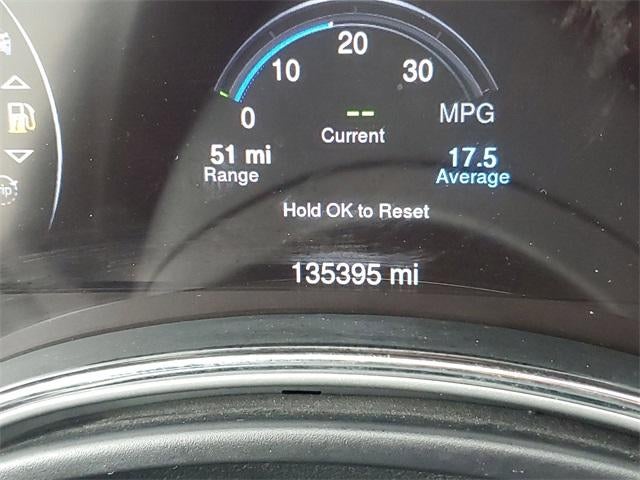 20
10 30
0 -- MPG
Current
51 mi 17.5
Range Average
Hold OK to Reset
135395 mi